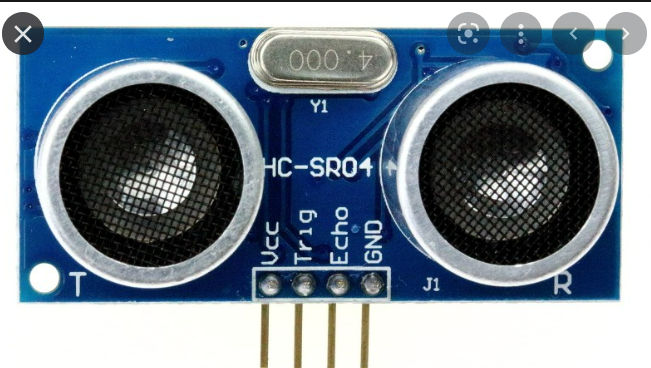 4.000
Y1
HC-SR04
Vcc
Trig
Echo
GND
T
J1
R